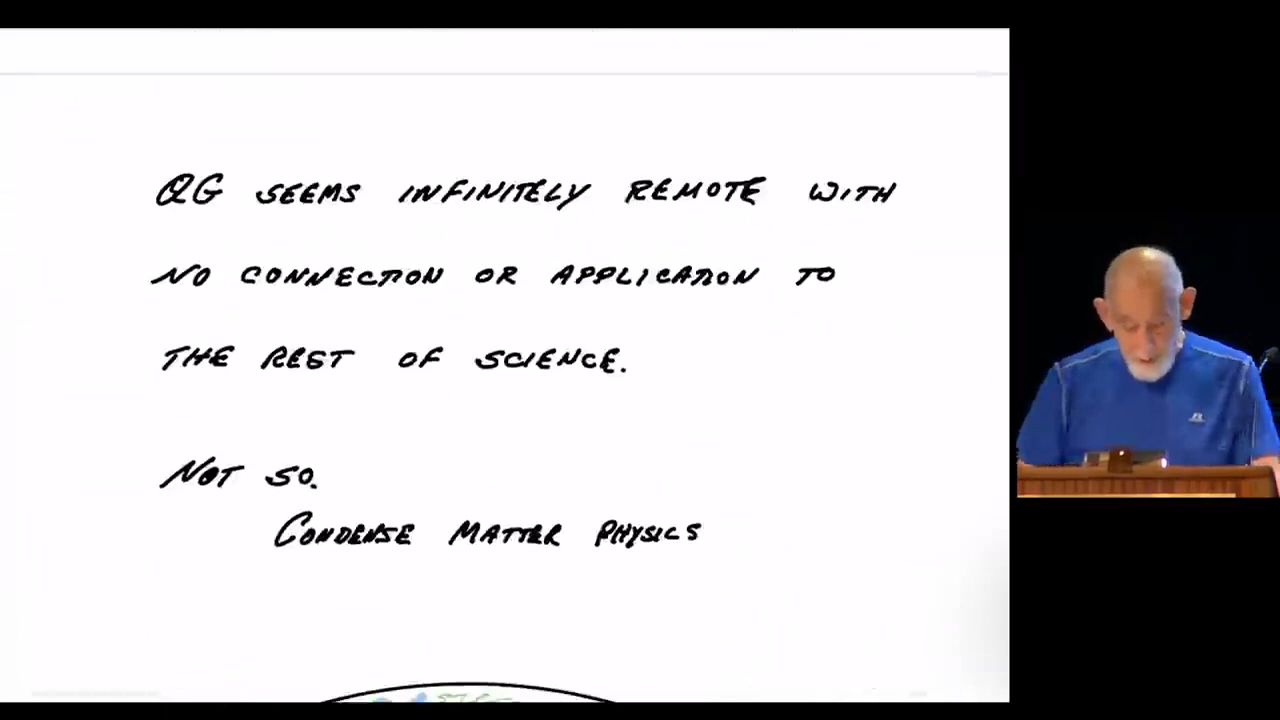 QG SEEMS INFINITELY REMOTE WITH
NO CONNECTION OR APPLICATION TO
THE REST OF SCIENCE.
NOT SO.
CONDENSE MATTER PHYSICS